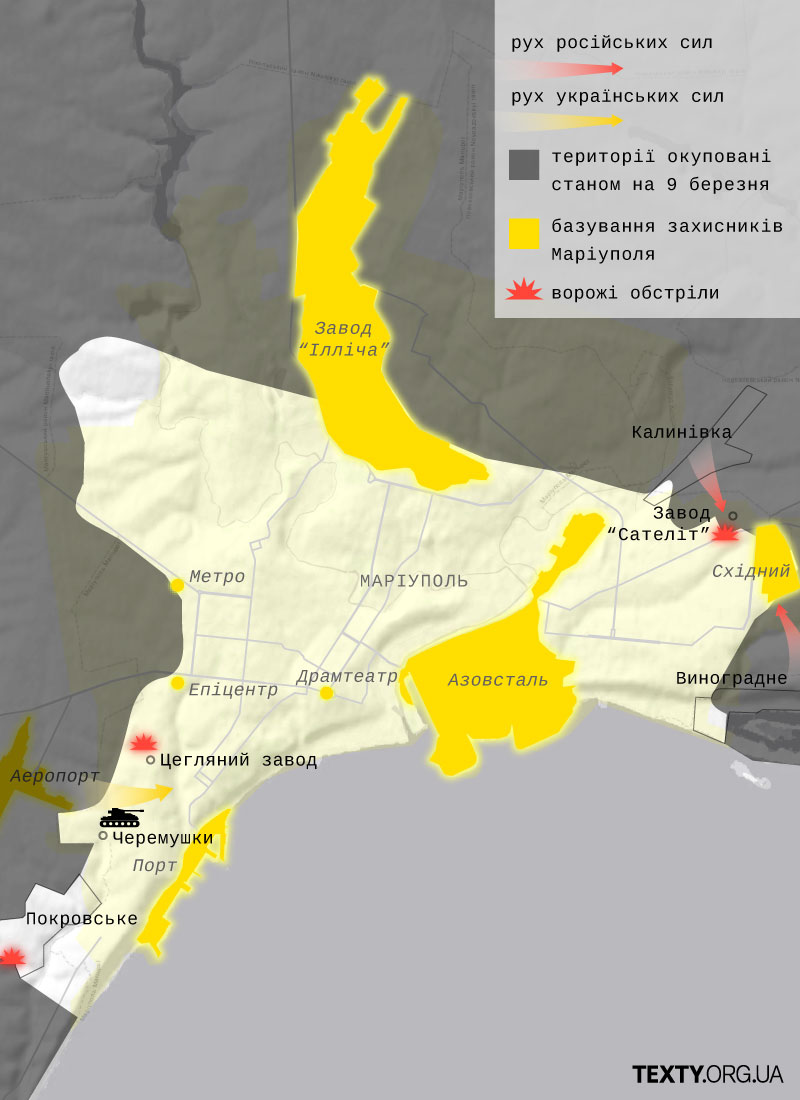 рух російських сил
рух українських сил
території окуповані
станом на 9 березня
базування захисників
Маріуполя
ворожі обстріли
Завод
“Ілліча”
Калинівка
Завод
“Сателіт”
Східний
Метро
МАРІУПОЛЬ
Драмтеатр
Азовсталь
Виноградне
Епіцентр
Цегляний завод
Аеропорт
Черемушки
Порт
Покровське
TEXTY.ORG.UA